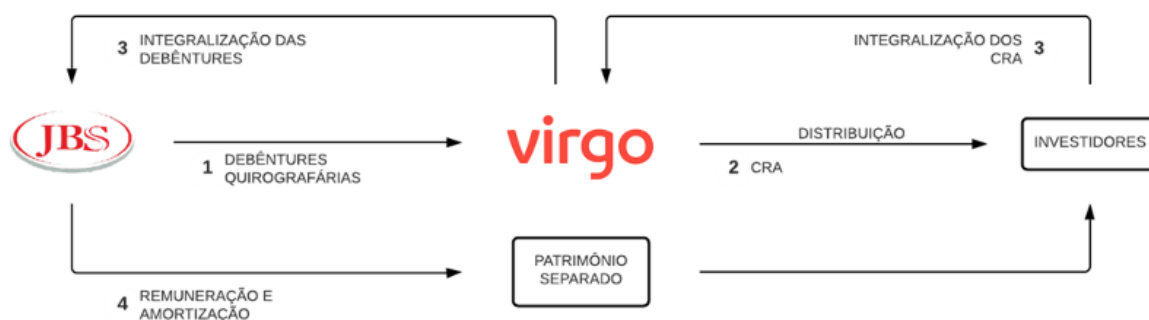 3 INTEGRALIZAÇÃO DAS
DEBÊNTURES
INTEGRALIZAÇÃO DOS 3
CRA
JBS
1 DEBÊNTURES
QUIROGRAFÁRIAS
virgo
DISTRIBUIÇÃO
2 CRA
INVESTIDORES
4 REMUNERAÇÃO E
AMORTIZAÇÃO
PATRIMÔNIO
SEPARADO